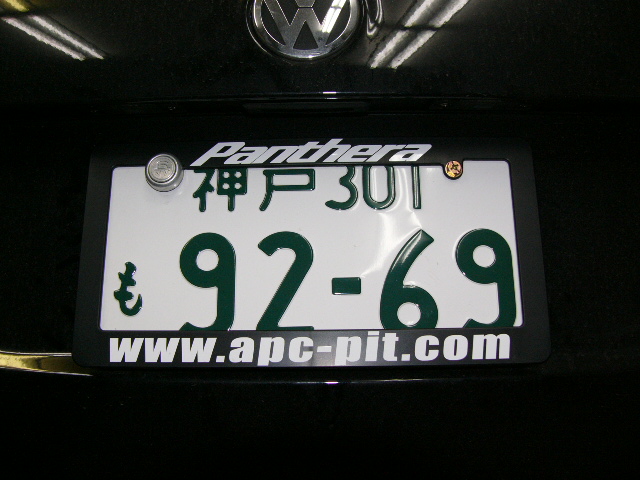 Panthera
神戸301
も 92-69
www.apc-pit.com